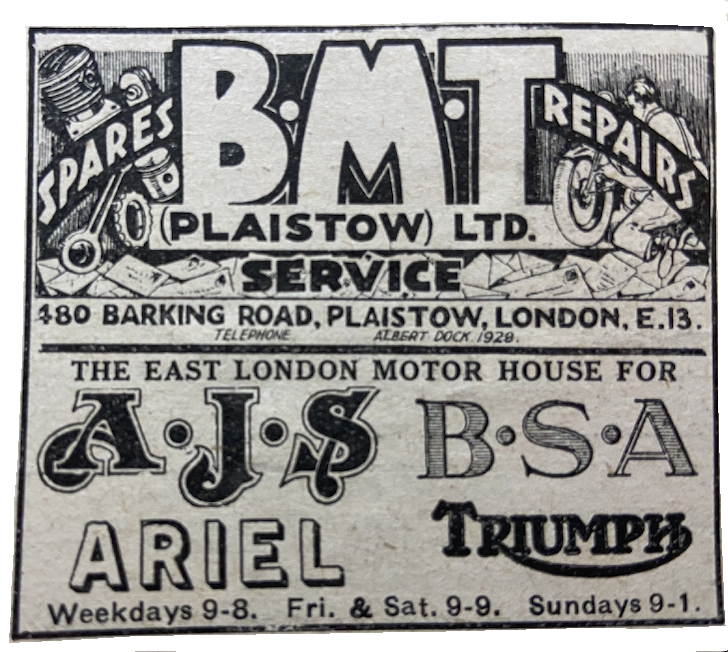 SPARES
B·M·T
REPAIRS
(PLAISTOW) LTD.
SERVICE
480 BARKING ROAD, PLAISTOW, LONDON, E.13.
TELEPHONE ALBERT DOCK 1929.
THE EAST LONDON MOTOR HOUSE FOR
A·J·S B·S·A
ARIEL TRIUMPH
Weekdays 9-8. Fri. & Sat. 9-9. Sundays 9-1.